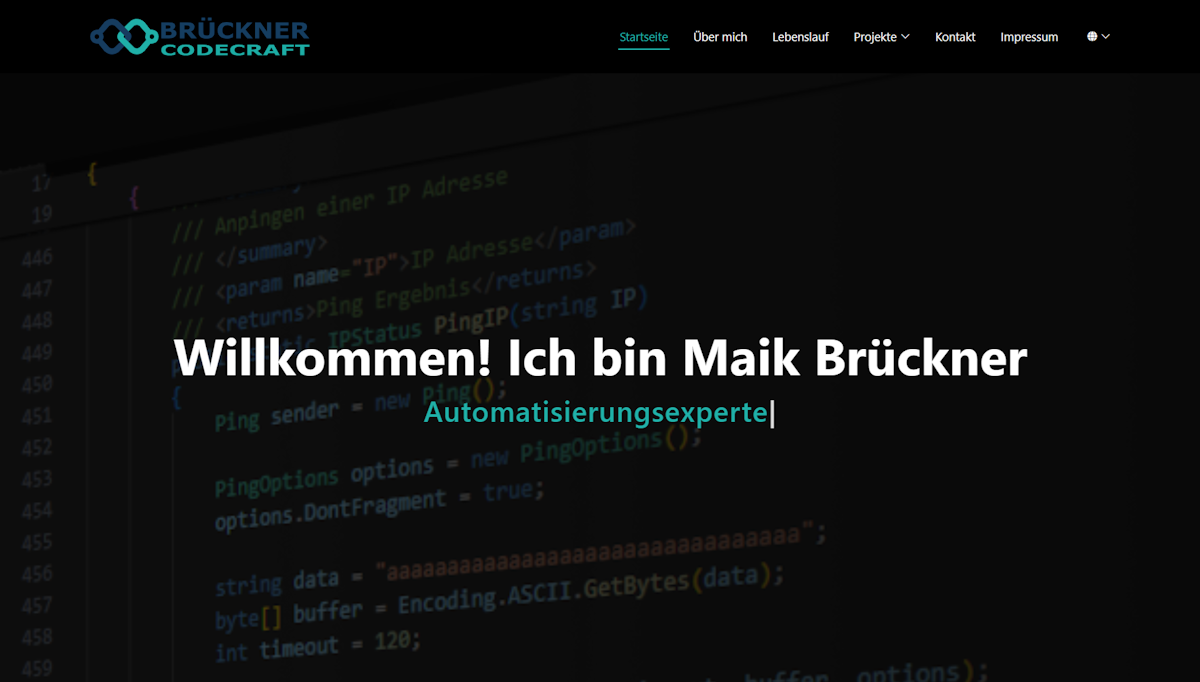 BRÜCKNER
CODECRAFT
Startseite Über mich Lebenslauf Projekte Kontakt Impressum
17 {
19 {
/// Anpingen einer IP Adresse
446 /// </summary>
447 /// <param name="IP">IP Adresse</param>
448 /// <returns>Ping Ergebnis</returns>
449 IPStatus PingIP(string IP)
Willkommen! Ich bin Maik Brückner
450 {
451 Ping sender = new Ping();
Automatisierungsexperte|
452
453 PingOptions options = new PingOptions();
454 options.DontFragment = true;
455
456 string data = "aaaaaaaaaaaaaaaaaaaaaaaaaaaaaaaa";
457 byte[] buffer = Encoding.ASCII.GetBytes(data);
458 int timeout = 120;
459 buffer, options);